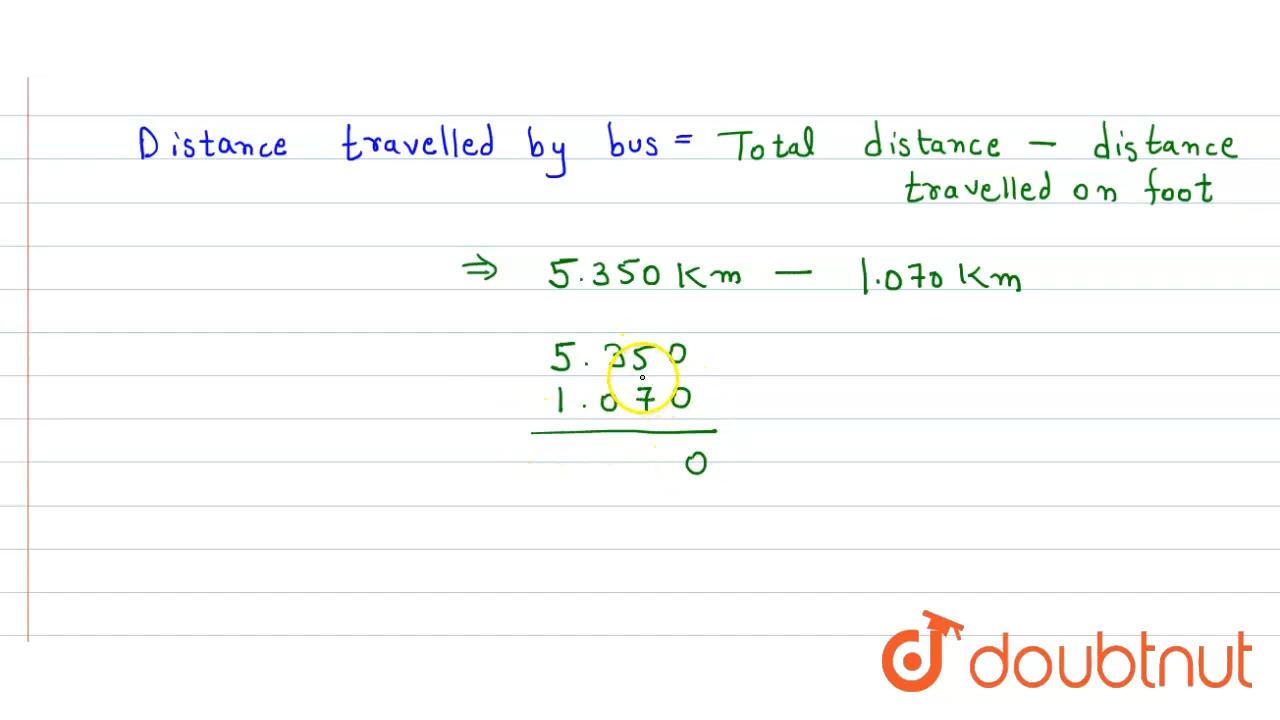 Distance travelled by bus = Total distance - distance
travelled on foot
⇒ 5.350 Km - 1.070 Km
5.350
1.070
0
doubtnut